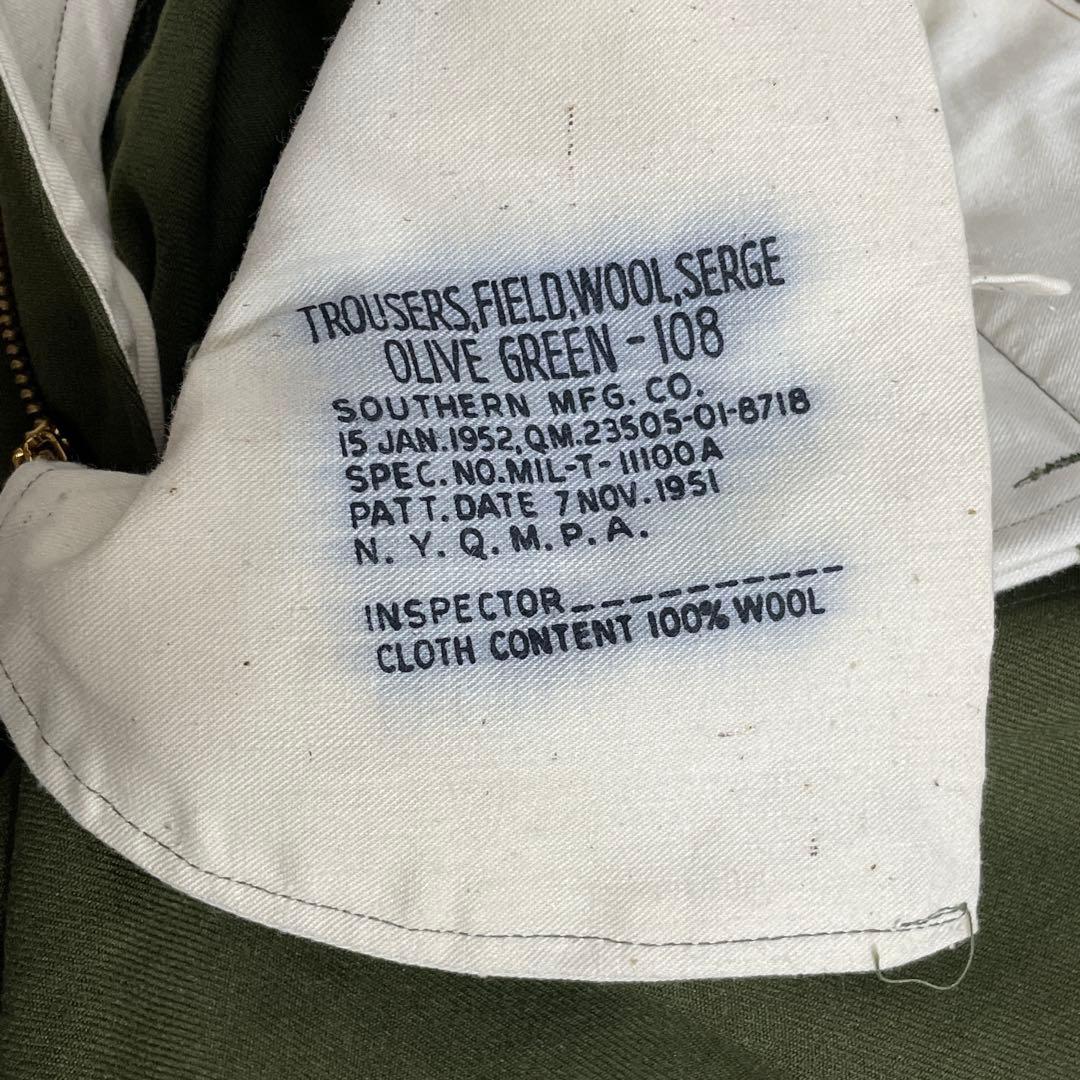 TROUSERS,FIELD,WOOL,SERGE
OLIVE GREEN-108
SOUTHERN MFG. CO.
15 JAN.1952,QM.23505-01-8718
SPEC.NO.MIL-T-11100A
PATT.DATE 7 NOV.1951
N. Y. Q. M. P. A.
INSPECTOR__________
CLOTH CONTENT 100% WOOL